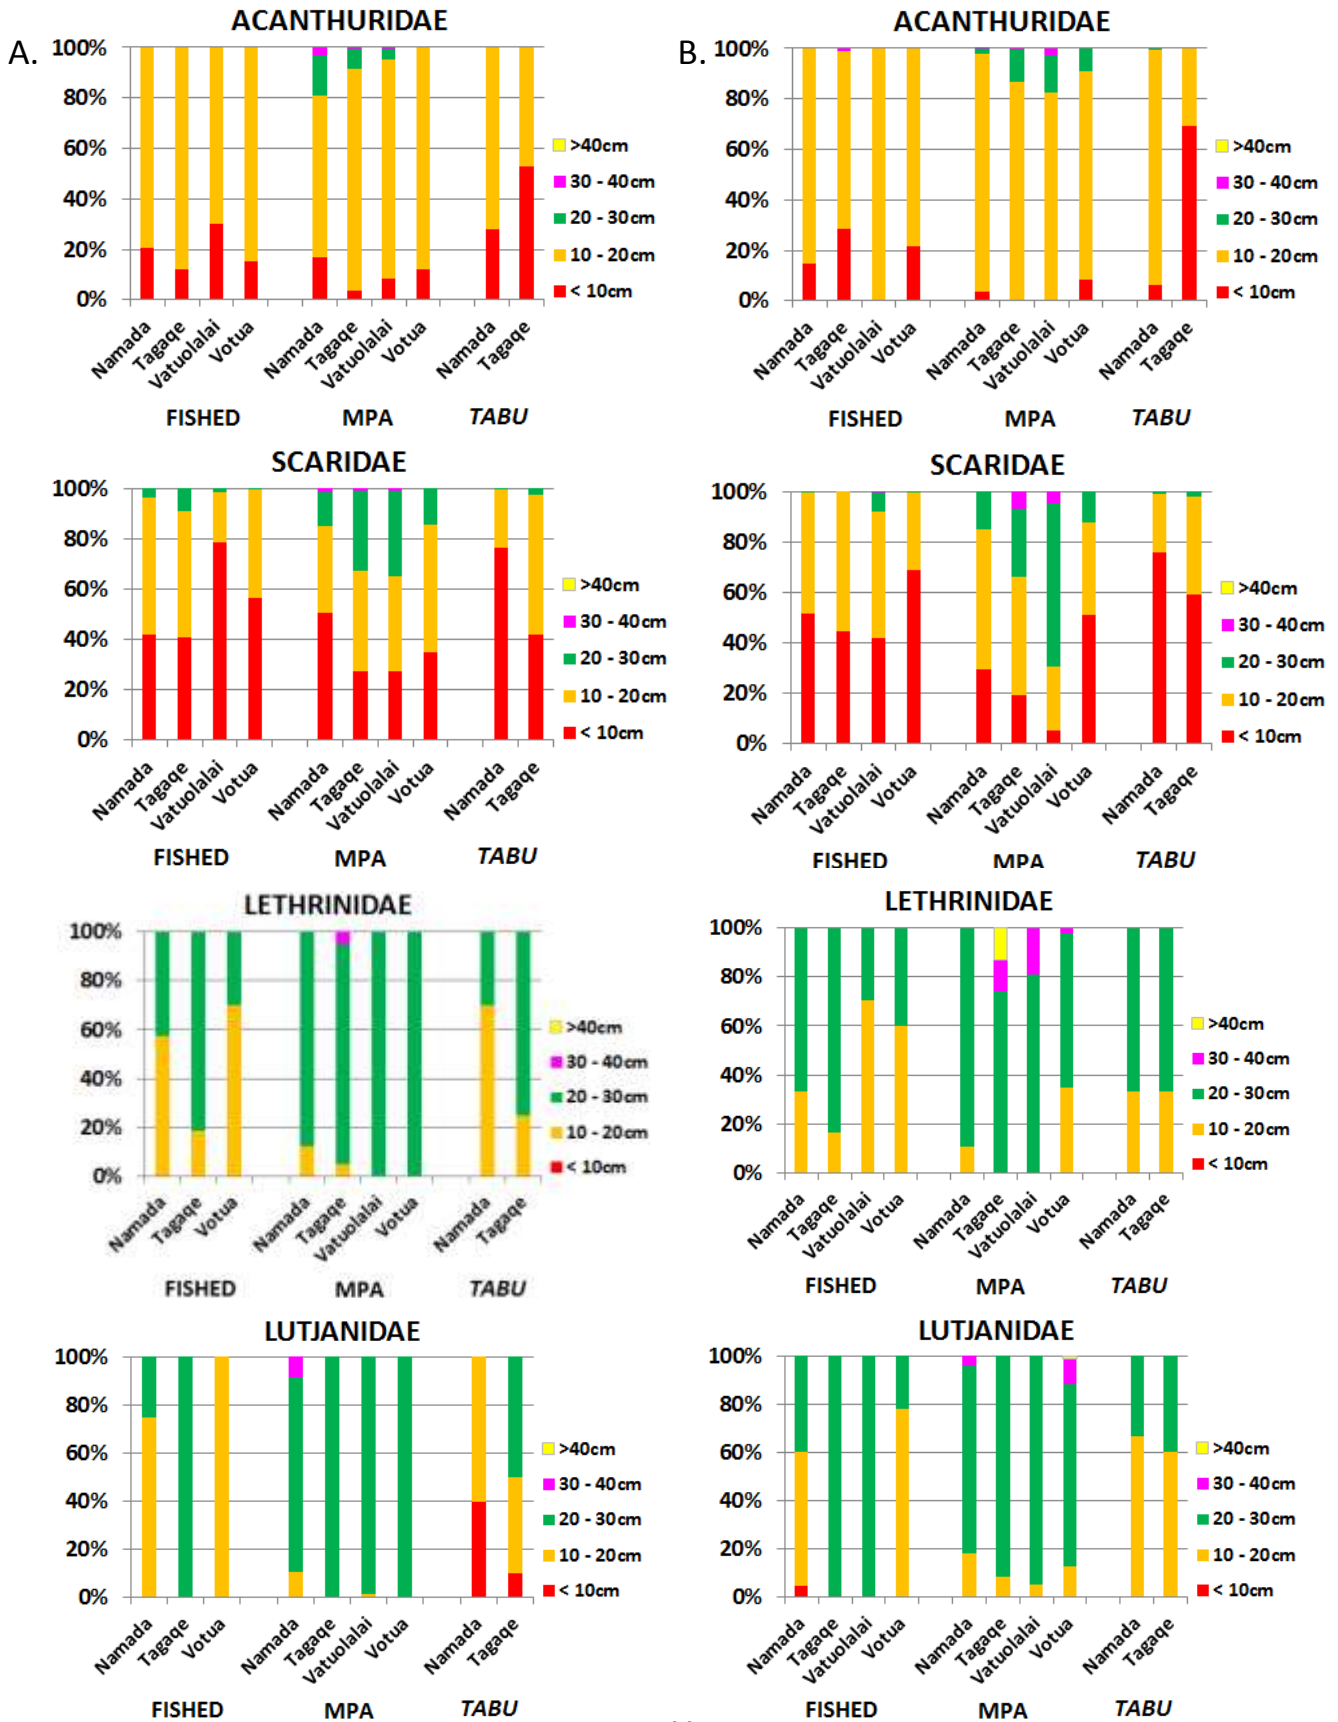 A.
ACANTHURIDAE
100%
80%
60%
40%
20%
0%
>40cm
30 - 40cm
20 - 30cm
10 - 20cm
< 10cm
Namada
Tagaqe
Vatuolalai
Votua
Namada
Tagaqe
Vatuolalai
Votua
Namada
Tagaqe
FISHED MPA TABU
B.
ACANTHURIDAE
100%
80%
60%
40%
20%
0%
>40cm
30 - 40cm
20 - 30cm
10 - 20cm
< 10cm
Namada
Tagaqe
Vatuolalai
Votua
Namada
Tagaqe
Vatuolalai
Votua
Namada
Tagaqe
FISHED MPA TABU
SCARIDAE
100%
80%
60%
40%
20%
0%
>40cm
30 - 40cm
20 - 30cm
10 - 20cm
< 10cm
Namada
Tagaqe
Vatuolalai
Votua
Namada
Tagaqe
Vatuolalai
Votua
Namada
Tagaqe
FISHED MPA TABU
SCARIDAE
100%
80%
60%
40%
20%
0%
>40cm
30 - 40cm
20 - 30cm
10 - 20cm
< 10cm
Namada
Tagaqe
Vatuolalai
Votua
Namada
Tagaqe
Vatuolalai
Votua
Namada
Tagaqe
FISHED MPA TABU
LETHRINIDAE
100%
80%
60%
40%
20%
0%
>40cm
30 - 40cm
20 - 30cm
10 - 20cm
< 10cm
Namada
Tagaqe
Votua
Namada
Tagaqe
Vatuolalai
Votua
Namada
Tagaqe
FISHED MPA TABU
LETHRINIDAE
100%
80%
60%
40%
20%
0%
>40cm
30 - 40cm
20 - 30cm
10 - 20cm
< 10cm
Namada
Tagaqe
Vatuolalai
Votua
Namada
Tagaqe
Vatuolalai
Votua
Namada
Tagaqe
FISHED MPA TABU
LUTJANIDAE
100%
80%
60%
40%
20%
0%
>40cm
30 - 40cm
20 - 30cm
10 - 20cm
< 10cm
Namada
Tagaqe
Votua
Namada
Tagaqe
Vatuolalai
Votua
Namada
Tagaqe
FISHED MPA TABU
LUTJANIDAE
100%
80%
60%
40%
20%
0%
>40cm
30 - 40cm
20 - 30cm
10 - 20cm
< 10cm
Namada
Tagaqe
Vatuolalai
Votua
Namada
Tagaqe
Vatuolalai
Votua
Namada
Tagaqe
FISHED MPA TABU